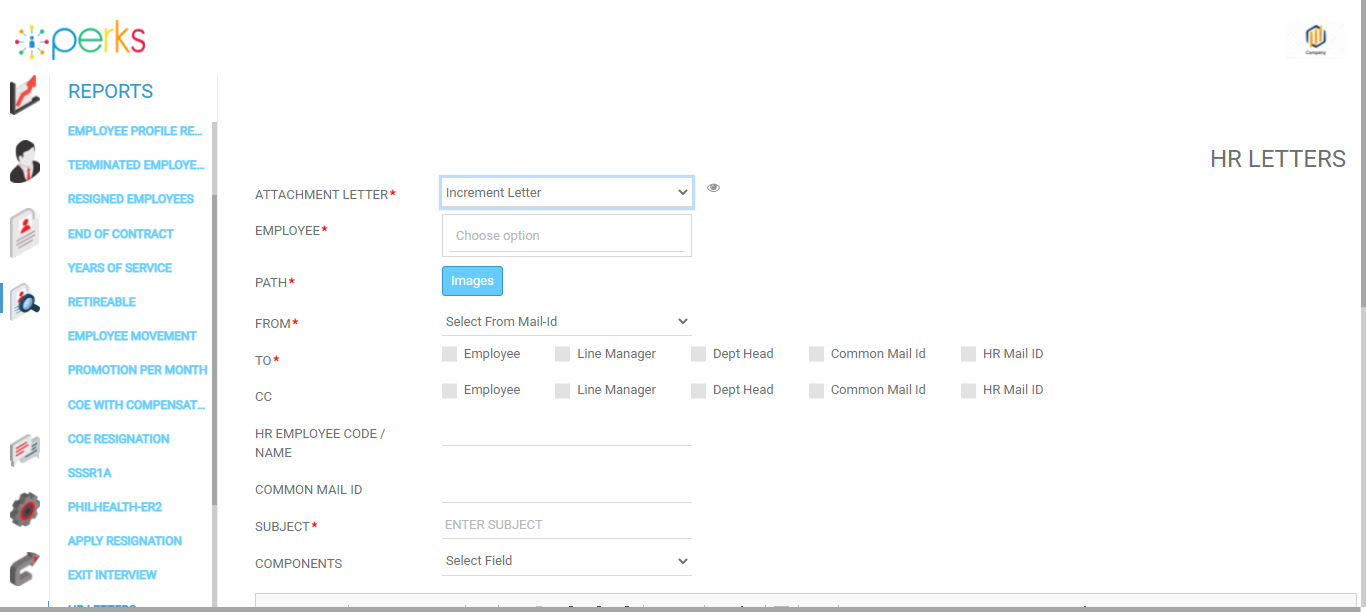 perks
Company
REPORTS
EMPLOYEE PROFILE RE...
TERMINATED EMPLOYE...
RESIGNED EMPLOYEES
END OF CONTRACT
YEARS OF SERVICE
RETIREABLE
EMPLOYEE MOVEMENT
PROMOTION PER MONTH
COE WITH COMPENSAT...
COE RESIGNATION
SSSR1A
PHILHEALTH-ER2
APPLY RESIGNATION
EXIT INTERVIEW
HR LETTERS
HR LETTERS
ATTACHMENT LETTER* Increment Letter
EMPLOYEE* Choose option
PATH* Images
FROM* Select From Mail-Id
TO* Employee Line Manager Dept Head Common Mail Id HR Mail ID
CC Employee Line Manager Dept Head Common Mail Id HR Mail ID
HR EMPLOYEE CODE /
NAME
COMMON MAIL ID
SUBJECT* ENTER SUBJECT
COMPONENTS Select Field